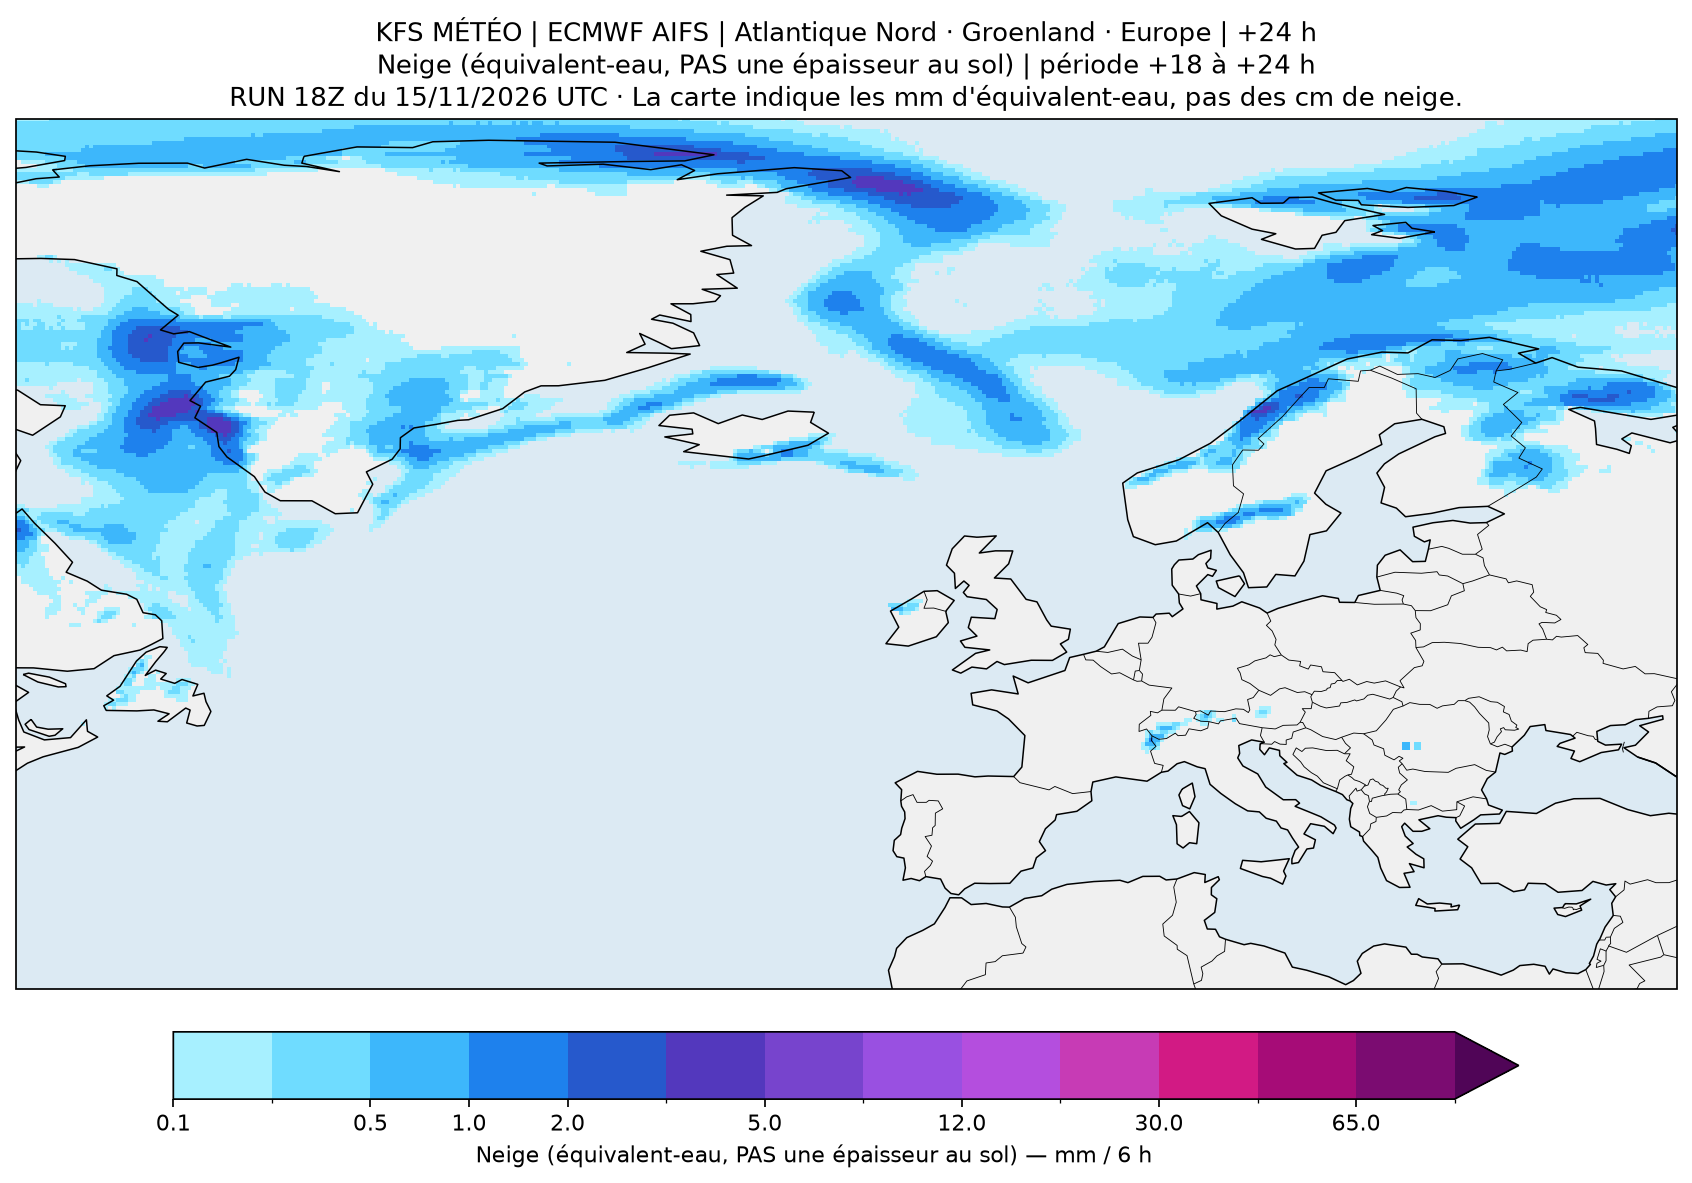 KFS MÉTÉO | ECMWF AIFS | Atlantique Nord · Groenland · Europe | +24 h
Neige (équivalent-eau, PAS une épaisseur au sol) | période +18 à +24 h
RUN 18Z du 15/11/2026 UTC · La carte indique les mm d'équivalent-eau, pas des cm de neige.
0.1 0.5 1.0 2.0 5.0 12.0 30.0 65.0
Neige (équivalent-eau, PAS une épaisseur au sol) — mm / 6 h